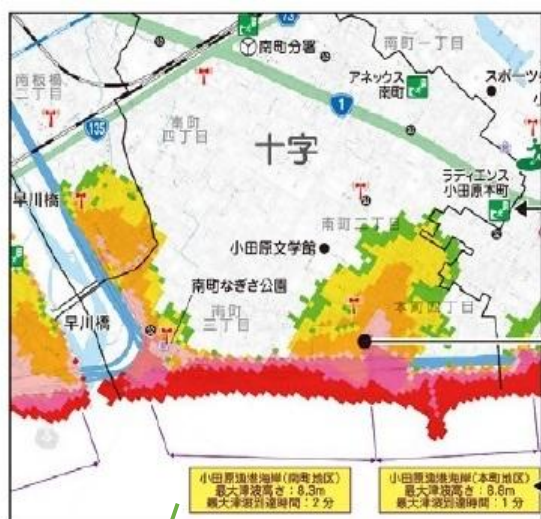 73
南町分署
南町一丁目
アネックス
南町
スポーツ
南板橋
二丁目
1
135
南町
四丁目
十字
ラディエンス
小田原本町
早川橋
南町二丁目
小田原文学館
南町なぎさ公園
早川橋
南町
三丁目
本町四丁目
小田原漁港海岸(南町地区)
最大津波高さ:8.3m
最大津波到達時間:2分
小田原漁港海岸(本町地区)
最大津波高さ:8.8m
最大津波到達時間:1分